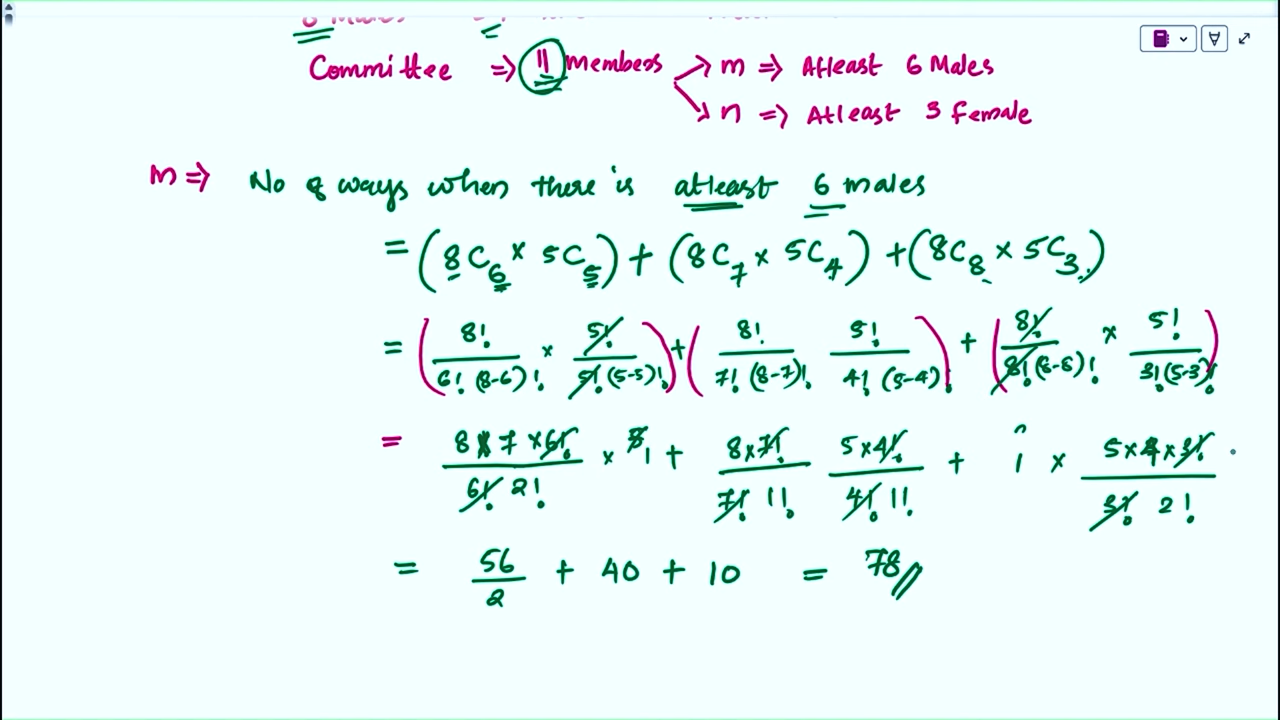 8 Males
Committee => 11 members m => Atleast 6 Males
n => Atleast 3 female
m => No of ways when there is atleast 6 males
= (8C6 × 5C5) + (8C7 × 5C4) + (8C8 × 5C3)
= (8!/6!(8-6)! × 5!/5!(5-5)!) + (8!/7!(8-7)! 5!/4!(5-4)!) + (8!/8!(8-8)! × 5!/3!(5-3)!)
= 8×7×6!/6! 2! × 1 + 8×7!/7! 1! 5×4!/4! 1! + 1 × 5×4×3!/3! 2!
= 56/2 + 40 + 10 = 78//